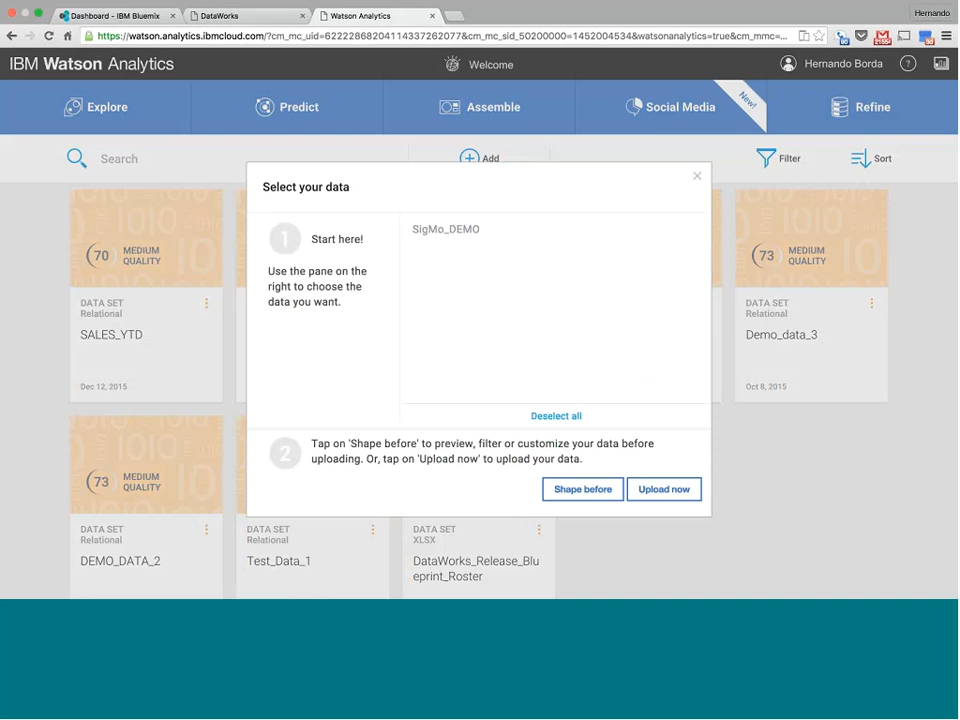 Dashboard - IBM Bluemix
DataWorks
Watson Analytics
Hernando
https://watson.analytics.ibmcloud.com/?cm_mc_uid=62222868204114337262077&cm_mc_sid_50200000=1452004534&watsonanalytics=true&cm_mmc=...
IBM Watson Analytics
Welcome
Hernando Borda
?
Explore
Predict
Assemble
Social Media
New!
Refine
Search
Add
Filter
Sort
Select your data
1
Start here!
Use the pane on the
right to choose the
data you want.
SigMo_DEMO
Deselect all
2
Tap on 'Shape before' to preview, filter or customize your data before
uploading. Or, tap on 'Upload now' to upload your data.
Shape before
Upload now
70 MEDIUM
QUALITY
DATA SET
Relational
SALES_YTD
Dec 12, 2015
73 MEDIUM
QUALITY
DATA SET
Relational
Demo_data_3
Oct 8, 2015
73 MEDIUM
QUALITY
DATA SET
Relational
DEMO_DATA_2
DATA SET
Relational
Test_Data_1
DATA SET
XLSX
DataWorks_Release_Blu
eprint_Roster